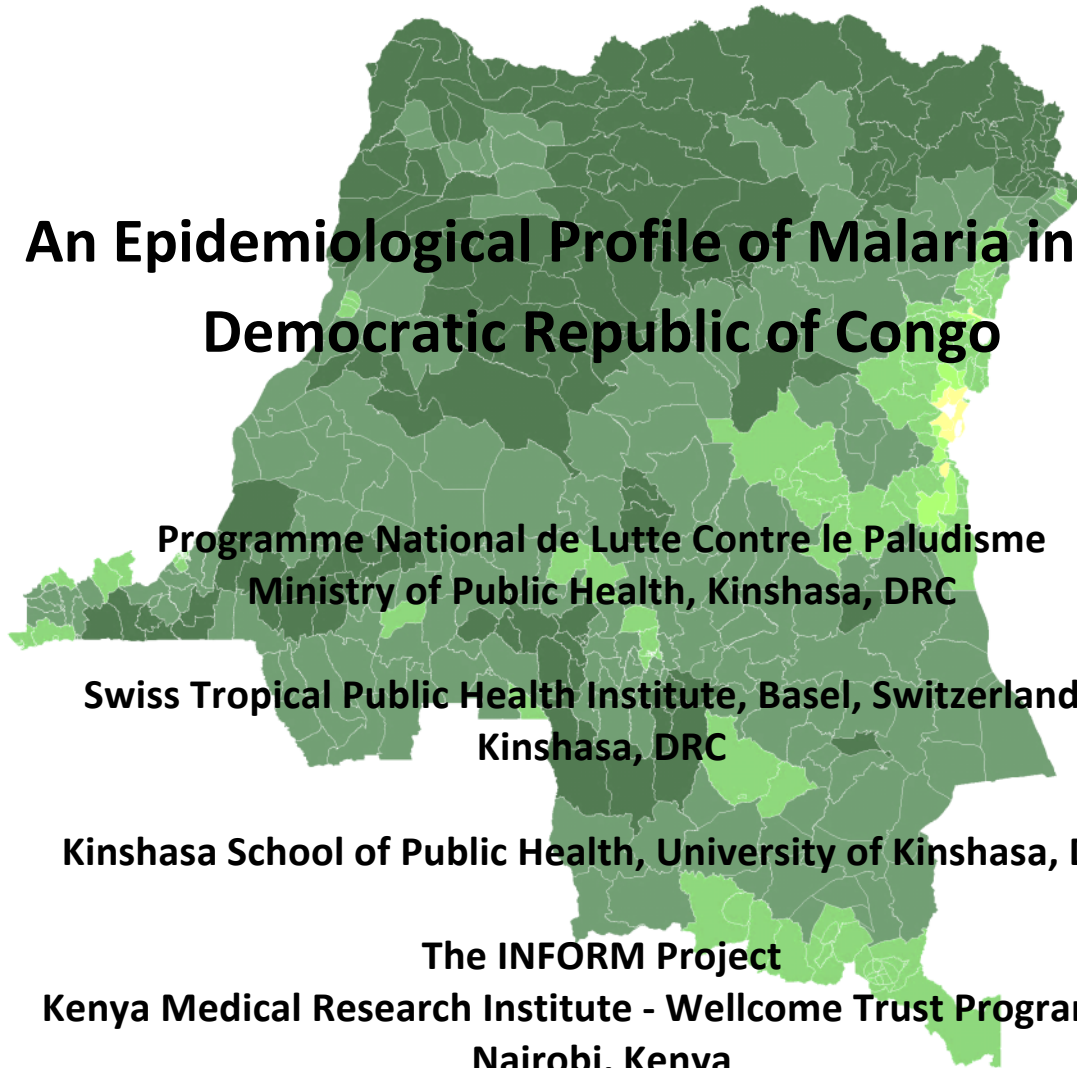 An Epidemiological Profile of Malaria in
Democratic Republic of Congo
Programme National de Lutte Contre le Paludisme
Ministry of Public Health, Kinshasa, DRC
Swiss Tropical Public Health Institute, Basel, Switzerland
Kinshasa, DRC
Kinshasa School of Public Health, University of Kinshasa,
The INFORM Project
Kenya Medical Research Institute - Wellcome Trust
Nairobi, Kenya